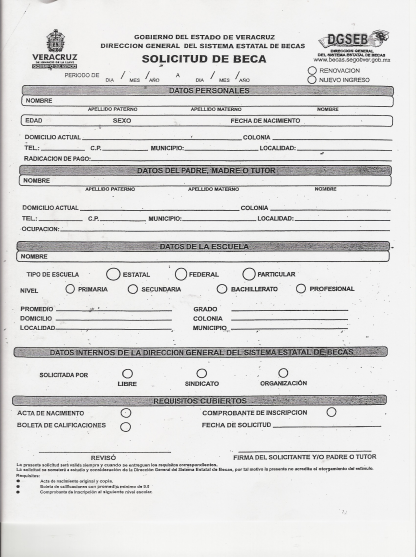 GOBIERNO DEL ESTADO DE VERACRUZ
DIRECCION GENERAL DEL SISTEMA ESTATAL DE BECAS
SOLICITUD DE BECA
VERACRUZ
DGSEB
DIRECCION GENERAL
DEL SISTEMA ESTATAL DE BECAS
www.becas.segobver.gob.mx
PERIODO DE / / A / /
DIA MES AÑO DIA MES AÑO
RENOVACION
NUEVO INGRESO
DATOS PERSONALES
NOMBRE
APELLIDO PATERNO APELLIDO MATERNO NOMBRE
EDAD SEXO FECHA DE NACIMIENTO
DOMICILIO ACTUAL COLONIA
TEL.: C.P. MUNICIPIO: LOCALIDAD:
RADICACION DE PAGO:
DATOS DEL PADRE, MADRE O TUTOR
NOMBRE
APELLIDO PATERNO APELLIDO MATERNO NOMBRE
DOMICILIO ACTUAL COLONIA
TEL.: C.P. MUNICIPIO: LOCALIDAD:
OCUPACION:
DATOS DE LA ESCUELA
NOMBRE
TIPO DE ESCUELA ESTATAL FEDERAL PARTICULAR
NIVEL PRIMARIA SECUNDARIA BACHILLERATO PROFESIONAL
PROMEDIO GRADO
DOMICILIO COLONIA
LOCALIDAD MUNICIPIO
DATOS INTERNOS DE LA DIRECCION GENERAL DEL SISTEMA ESTATAL DE BECAS
SOLICITADA POR
LIBRE SINDICATO ORGANIZACIÓN
REQUISITOS CUBIERTOS
ACTA DE NACIMIENTO COMPROBANTE DE INSCRIPCION
BOLETA DE CALIFICACIONES FECHA DE SOLICITUD
REVISÓ FIRMA DEL SOLICITANTE Y/O PADRE O TUTOR
La presente solicitud será válida siempre y cuando se entreguen los requisitos correspondientes.
La solicitud se someterá a estudio y consideración de la Dirección General del Sistema Estatal de Becas, por tal motivo la presente no acredita el otorgamiento del estímulo.
Requisitos:
Acta de nacimiento original y copia.
Boleta de calificaciones con promedio mínimo de
Comprobante de inscripción al siguiente nivel escolar.